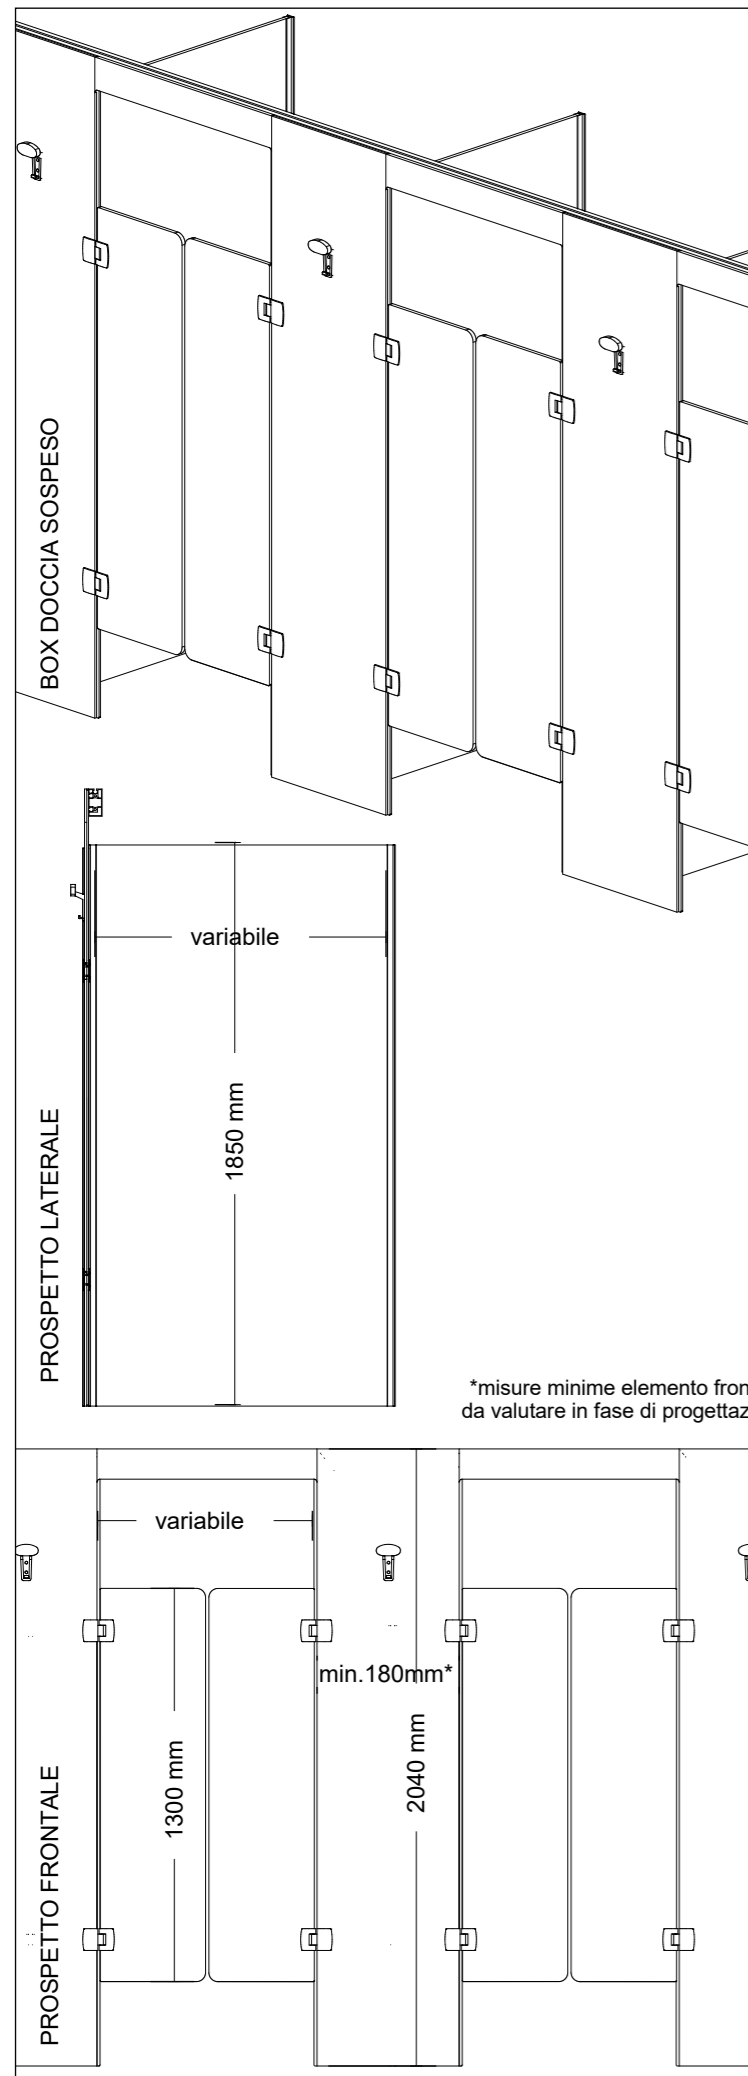 BOX DOCCIA SOSPESO
variabile
1850 mm
PROSPETTO LATERALE
*misure minime elemento fron
da valutare in fase di progettaz
variabile
min.180mm*
1300 mm
2040 mm
PROSPETTO FRONTALE